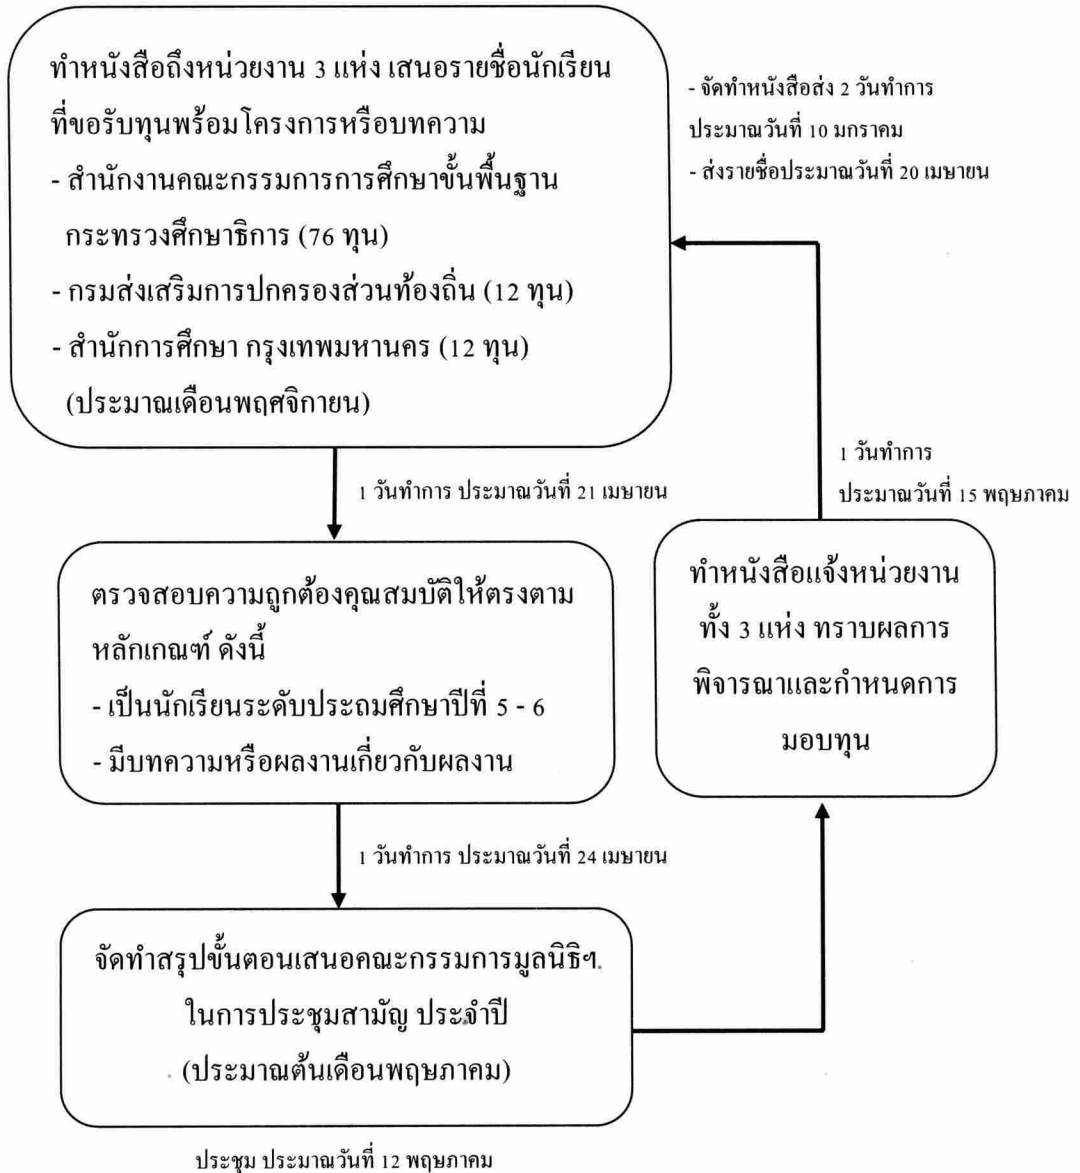 ทำหนังสือถึงหน่วยงาน 3 แห่ง เสนอรายชื่อนักเรียน
ที่ขอรับทุนพร้อมโครงการหรือบทความ
- สำนักงานคณะกรรมการการศึกษาขั้นพื้นฐาน
กระทรวงศึกษาธิการ (76 ทุน)
- กรมส่งเสริมการปกครองส่วนท้องถิ่น (12 ทุน)
- สำนักการศึกษา กรุงเทพมหานคร (12 ทุน)
(ประมาณเดือนพฤศจิกายน)
- จัดทำหนังสือส่ง 2 วันทำการ
ประมาณวันที่ 10 มกราคม
- ส่งรายชื่อประมาณวันที่ 20 เมษายน
1 วันทำการ ประมาณวันที่ 21 เมษายน
ตรวจสอบความถูกต้องคุณสมบัติให้ตรงตาม
หลักเกณฑ์ ดังนี้
- เป็นนักเรียนระดับประถมศึกษาปีที่ 5 - 6
- มีบทความหรือผลงานเกี่ยวกับผลงาน
1 วันทำการ ประมาณวันที่ 24 เมษายน
จัดทำสรุปขั้นตอนเสนอคณะกรรมการมูลนิธิฯ
ในการประชุมสามัญ ประจำปี
(ประมาณต้นเดือนพฤษภาคม)
ประชุม ประมาณวันที่ 12 พฤษภาคม
ทำหนังสือแจ้งหน่วยงาน
ทั้ง 3 แห่ง ทราบผลการ
พิจารณาและกำหนดการ
มอบทุน
1 วันทำการ
ประมาณวันที่ 15 พฤษภาคม